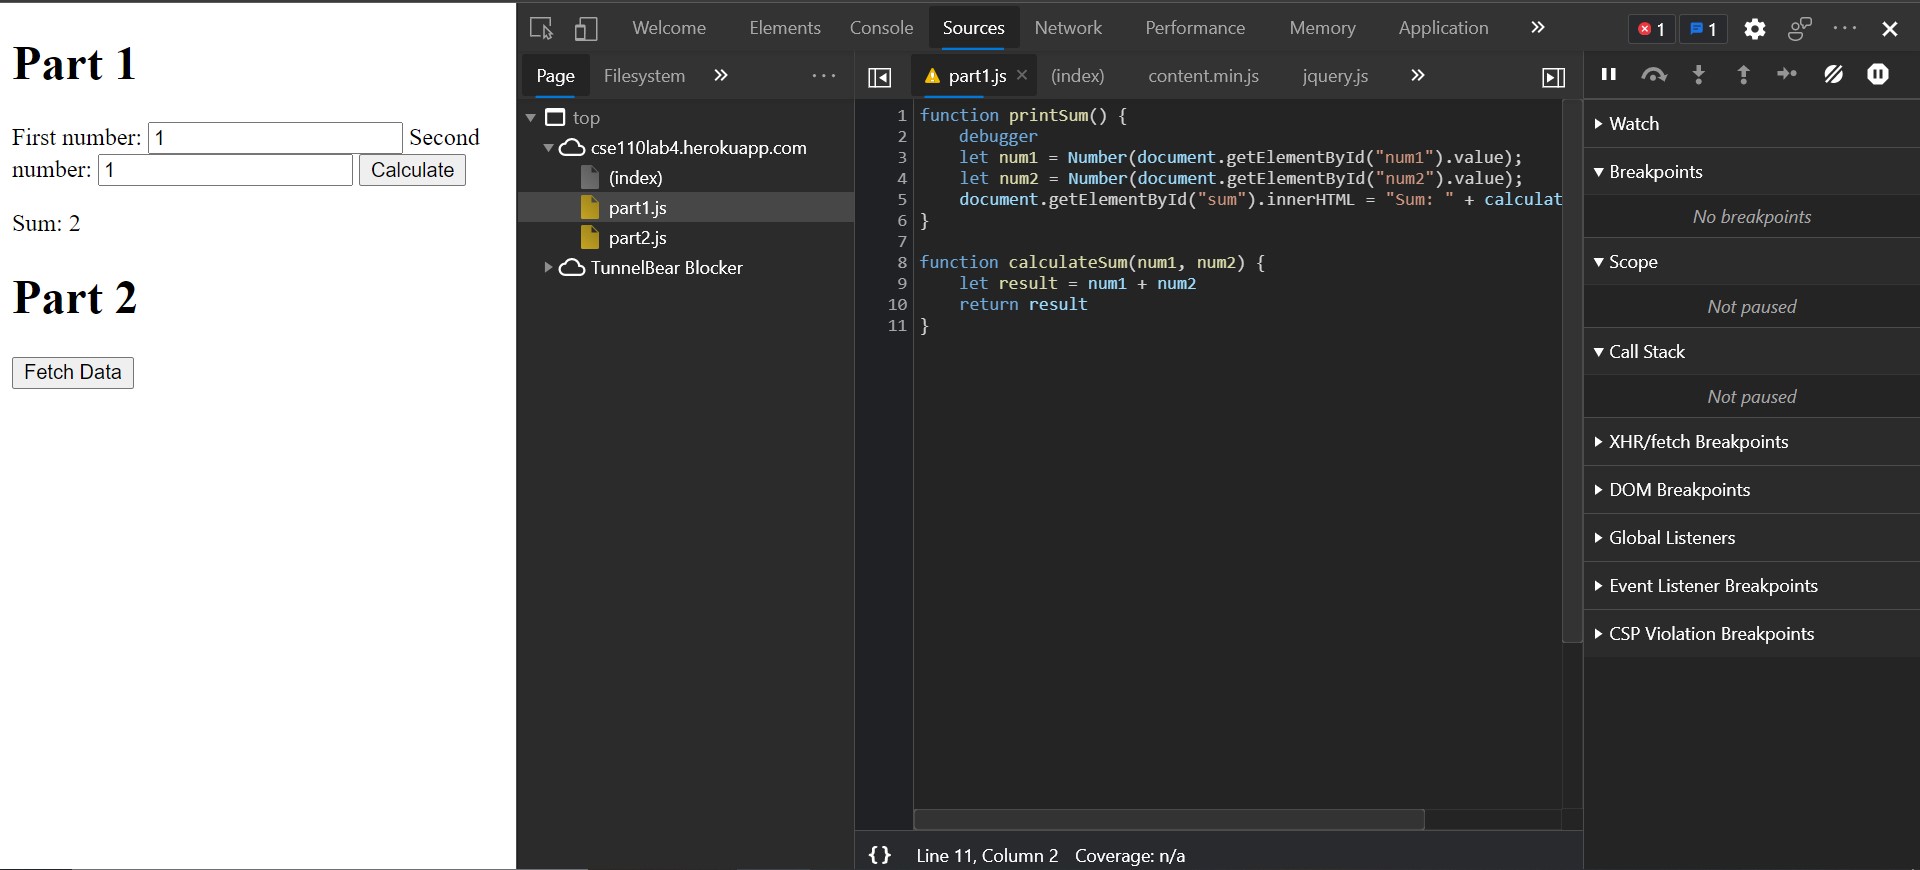 Part 1
First number: 1 Second
number: 1 Calculate
Sum: 2
Part 2
Fetch Data
Welcome Elements Console Sources Network Performance Memory Application » 1 1 ··· ×
Page Filesystem » ···
top
cse110lab4.herokuapp.com
(index)
part1.js
part2.js
TunnelBear Blocker
part1.js × (index) content.min.js jquery.js »
1 function printSum() {
2     debugger
3     let num1 = Number(document.getElementById("num1").value);
4     let num2 = Number(document.getElementById("num2").value);
5     document.getElementById("sum").innerHTML = "Sum: " + calculat
6 }
7
8 function calculateSum(num1, num2) {
9     let result = num1 + num2
10     return result
11 }
{} Line 11, Column 2 Coverage: n/a
Watch
Breakpoints
No breakpoints
Scope
Not paused
Call Stack
Not paused
XHR/fetch Breakpoints
DOM Breakpoints
Global Listeners
Event Listener Breakpoints
CSP Violation Breakpoints